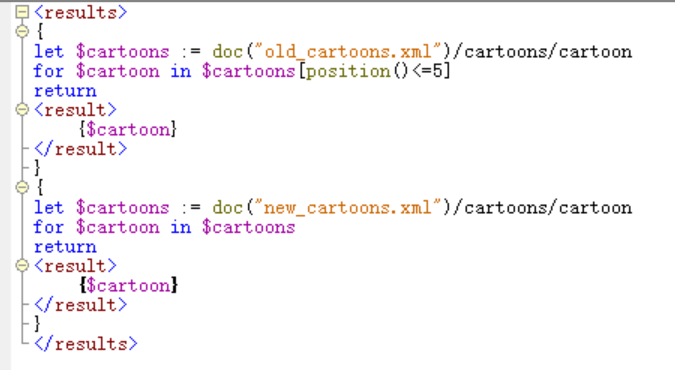 <results>
{
let $cartoons := doc("old_cartoons.xml")/cartoons/cartoon
for $cartoon in $cartoons[position()<=5]
return
<result>
{$cartoon}
</result>
}
{
let $cartoons := doc("new_cartoons.xml")/cartoons/cartoon
for $cartoon in $cartoons
return
<result>
{$cartoon}
</result>
}
</results>